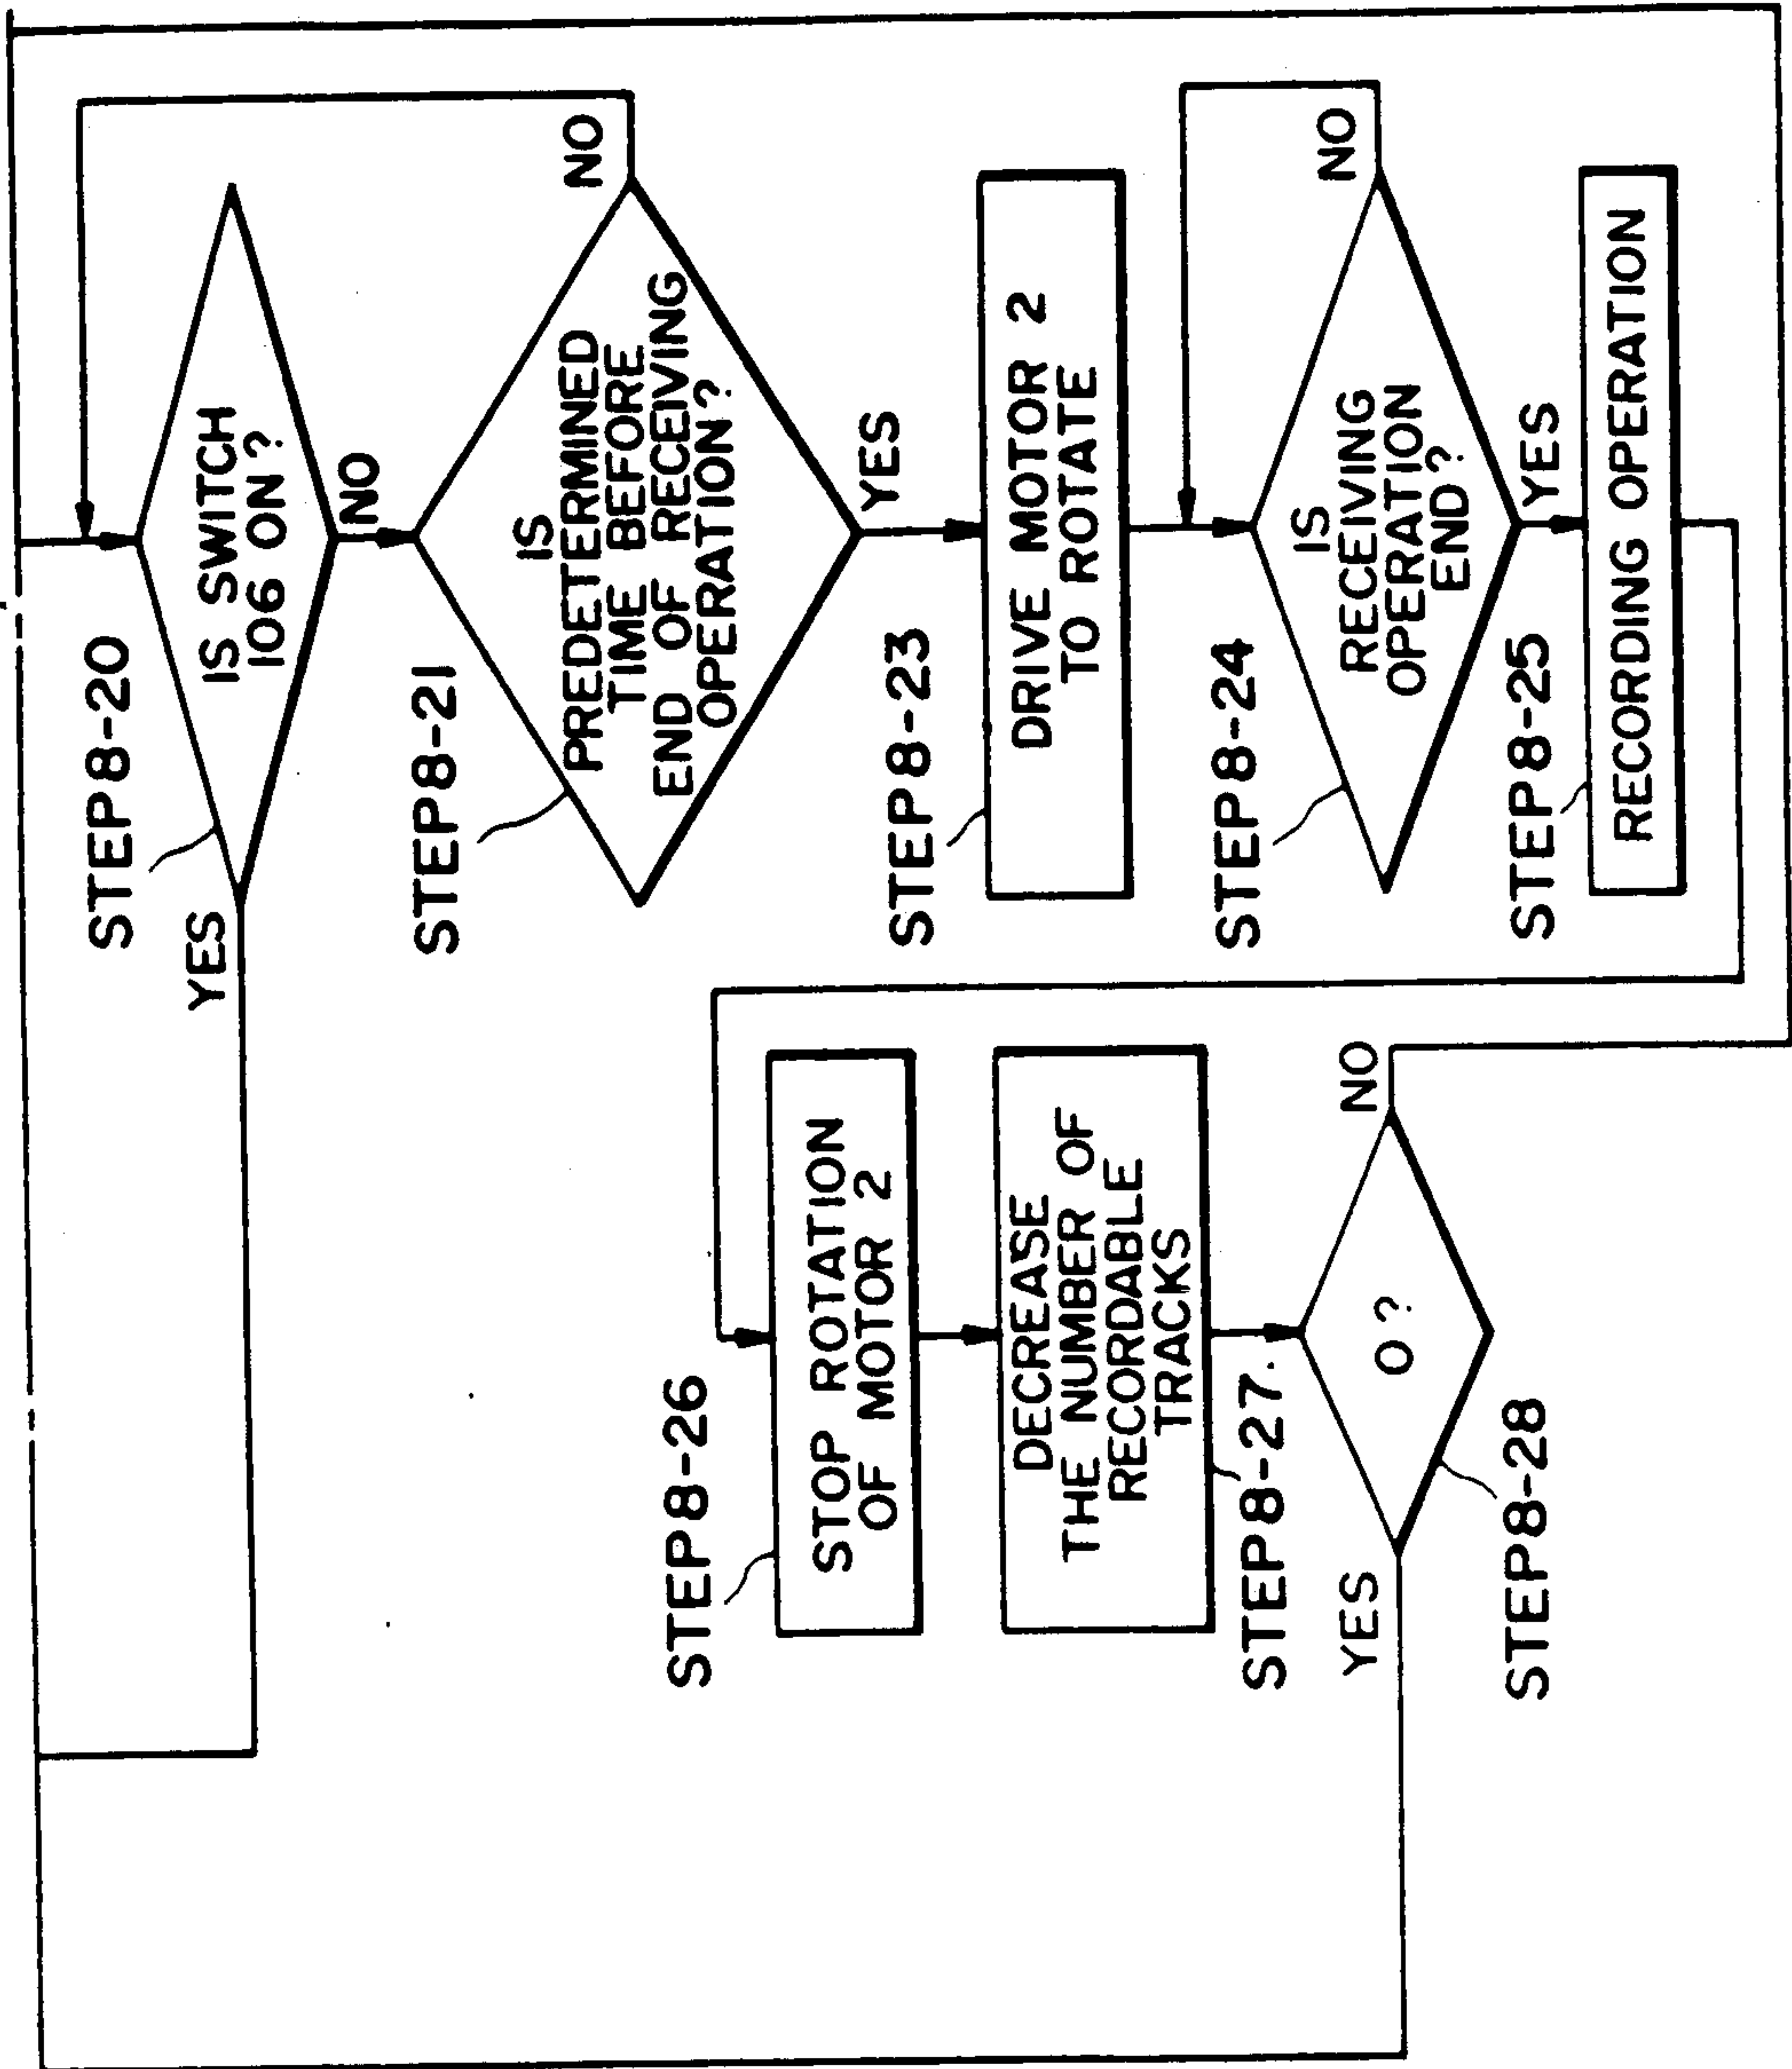 STEP8-20
IS SWITCH
106 ON?
YES
NO
STEP8-21
IS
PREDETERMINED
TIME BEFORE
END OF RECEIVING
OPERATION?
NO
YES
STEP8-23
DRIVE MOTOR 2
TO ROTATE
STEP8-24
IS
RECEIVING
OPERATION
END?
NO
YES
STEP8-25
RECORDING OPERATION
STEP8-26
STOP ROTATION
OF MOTOR 2
DECREASE
THE NUMBER OF
RECORDABLE
TRACKS
STEP8-27
0?
NO
YES
STEP8-28